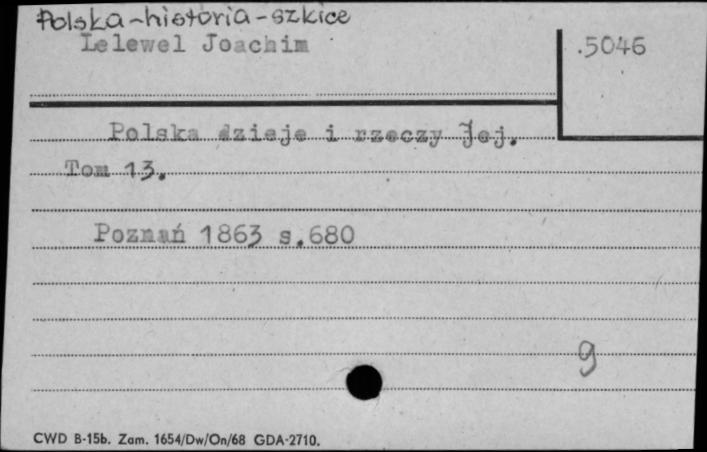 Polska-historia-szkice
Lelewel Joachim
.5046
Polska dzieje i rzeczy Jej.
Tom 13.
Poznań 1863 s.680
9
CWD B-15b. Zam. 1654/Dw/On/68 GDA-2710.